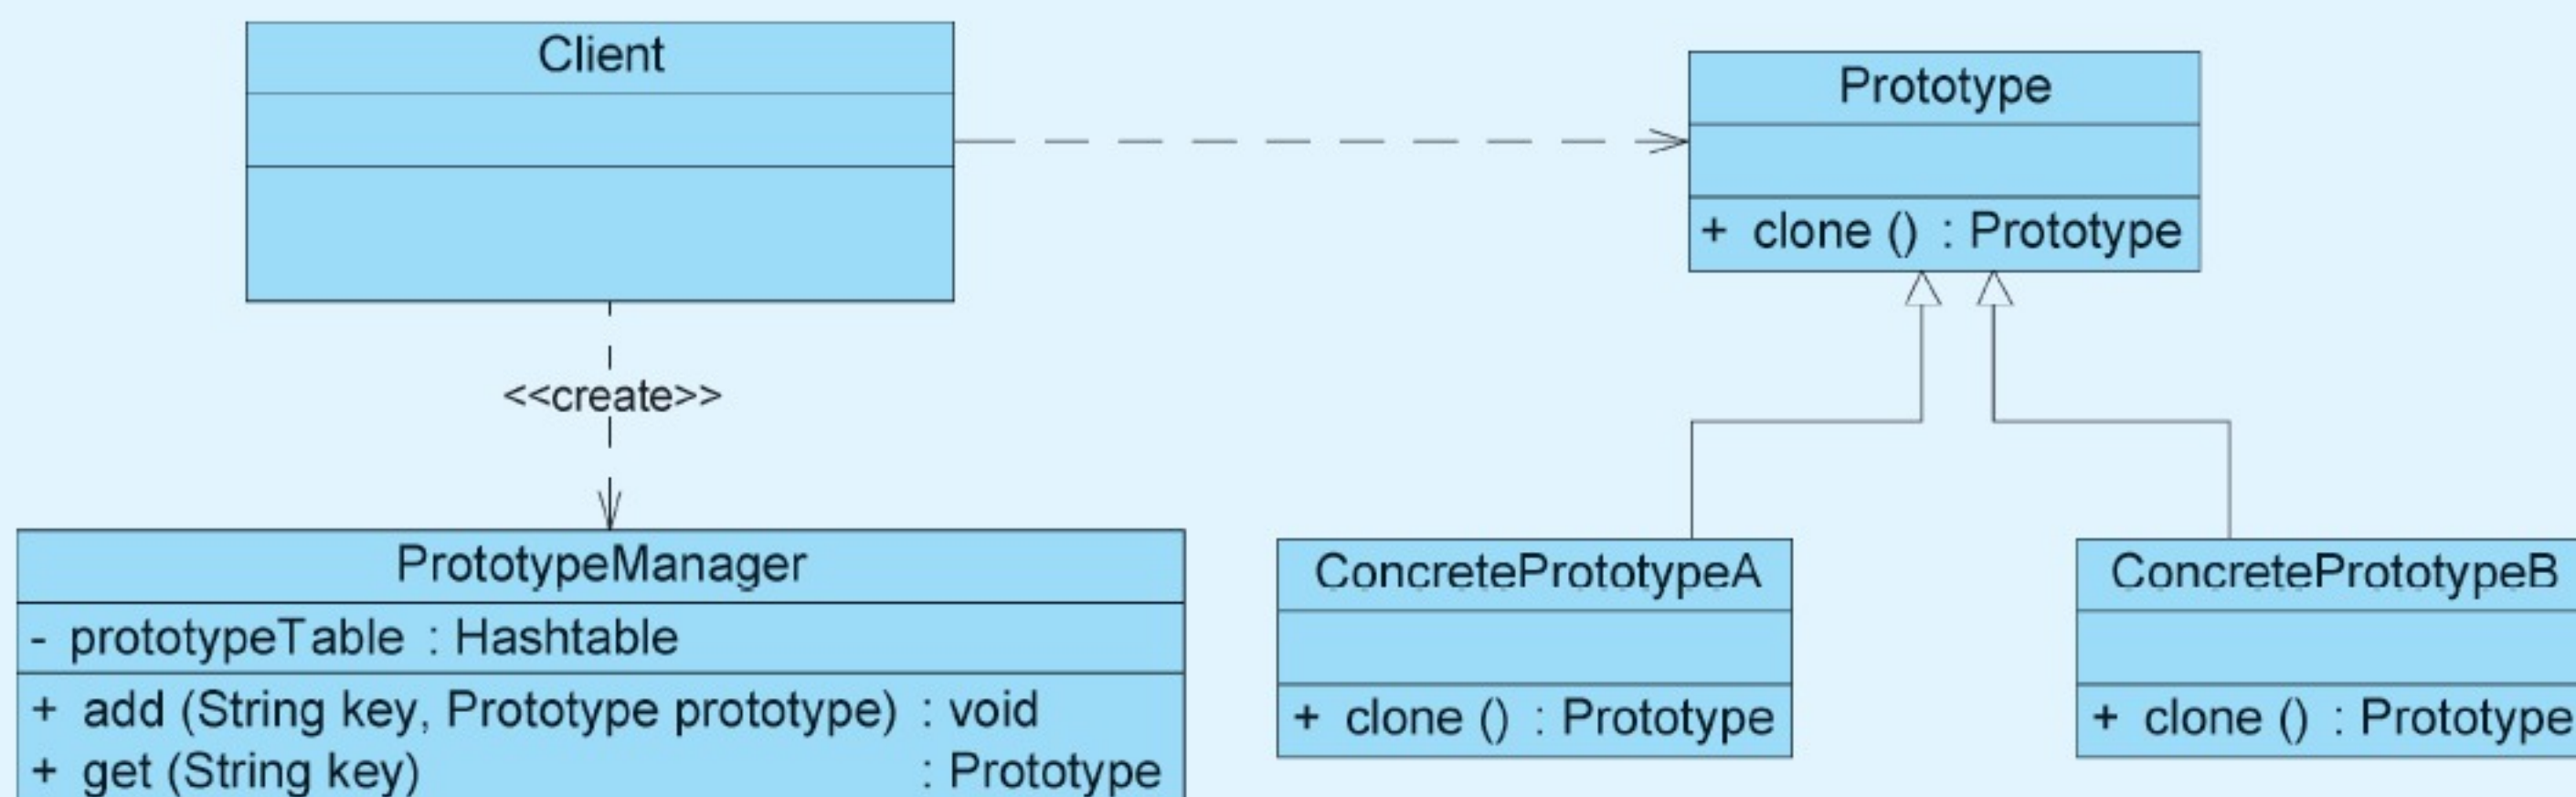 Client
Prototype
+ clone () : Prototype
<<create>>
PrototypeManager
- prototypeTable : Hashtable
+ add (String key, Prototype prototype) : void
+ get (String key) : Prototype
ConcretePrototypeA
+ clone () : Prototype
ConcretePrototypeB
+ clone () : Prototype